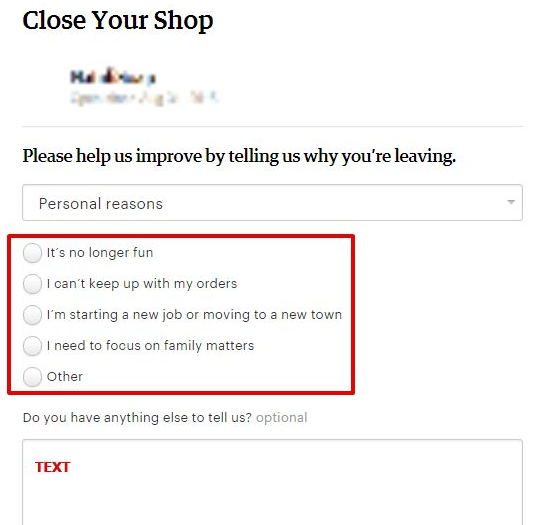 Close Your Shop
Please help us improve by telling us why you're leaving.
Personal reasons
It's no longer fun
I can't keep up with my orders
I'm starting a new job or moving to a new town
I need to focus on family matters
Other
Do you have anything else to tell us? optional
TEXT